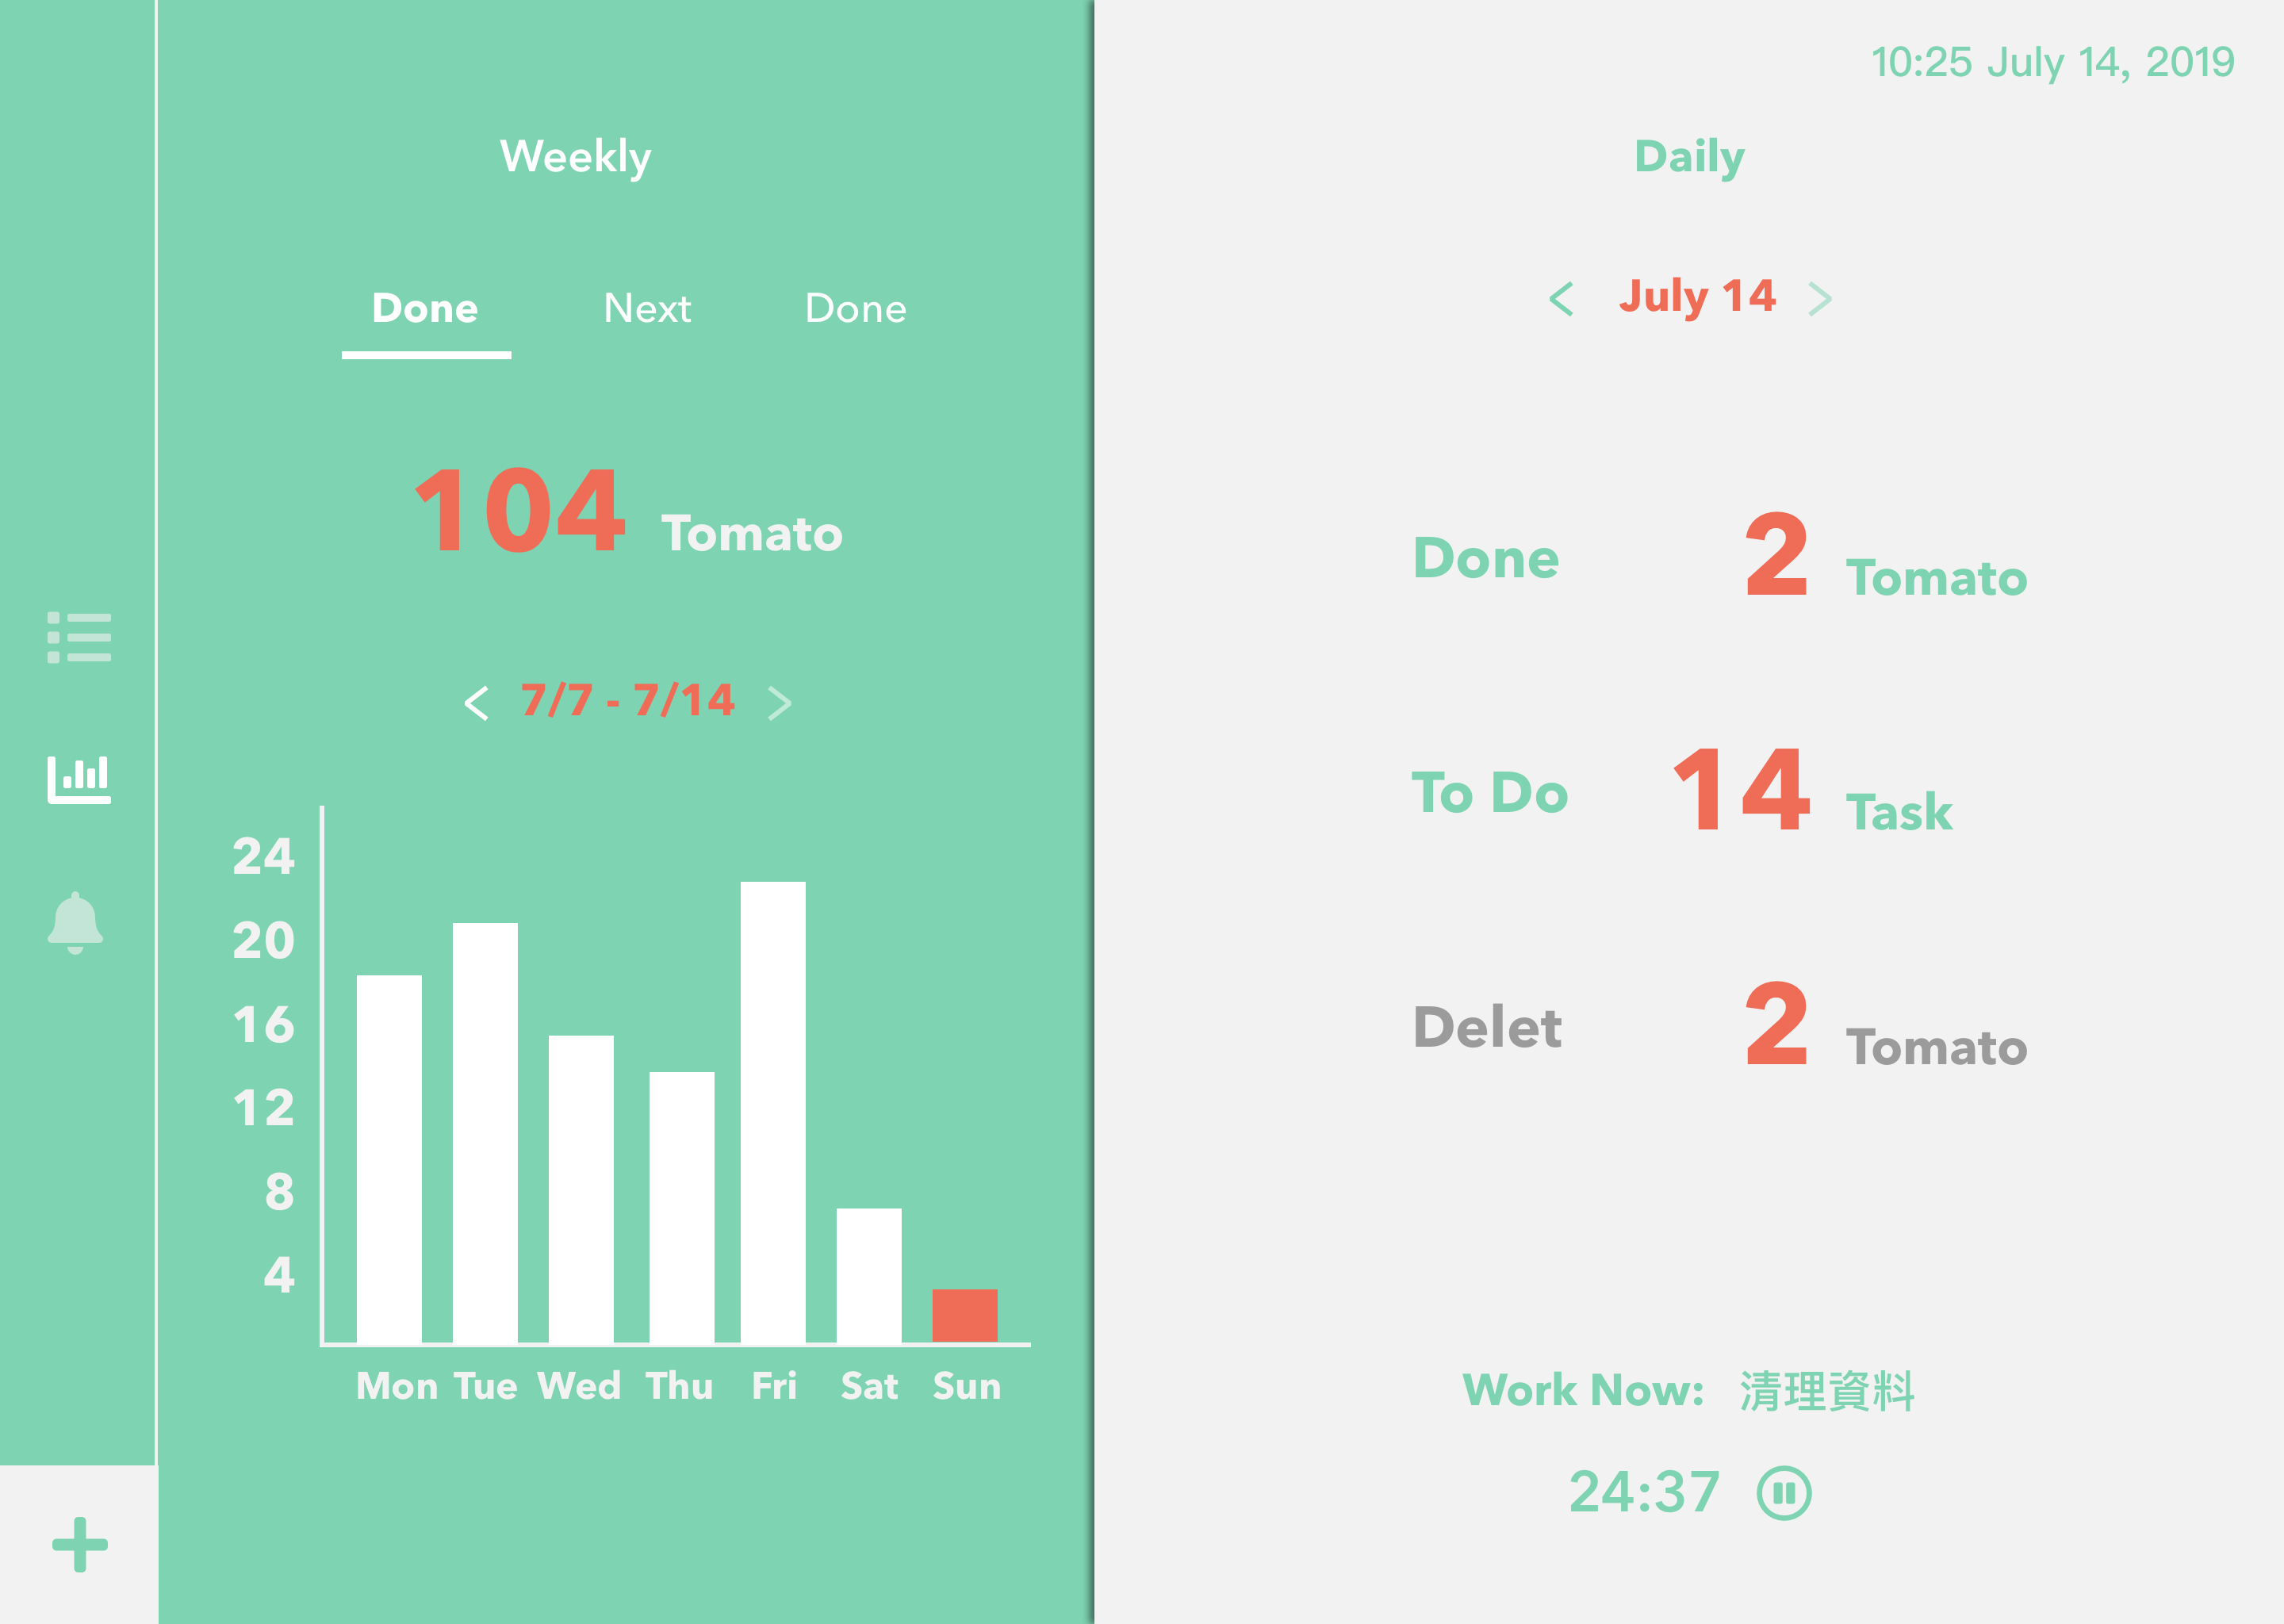 10:25 July 14, 2019
Weekly
Done Next Done
104 Tomato
< 7/7 - 7/14 >
24
20
16
12
8
4
Mon Tue Wed Thu Fri Sat Sun
Daily
< July 14 >
Done 2 Tomato
To Do 14 Task
Delet 2 Tomato
Work Now: 清理資料
24:37